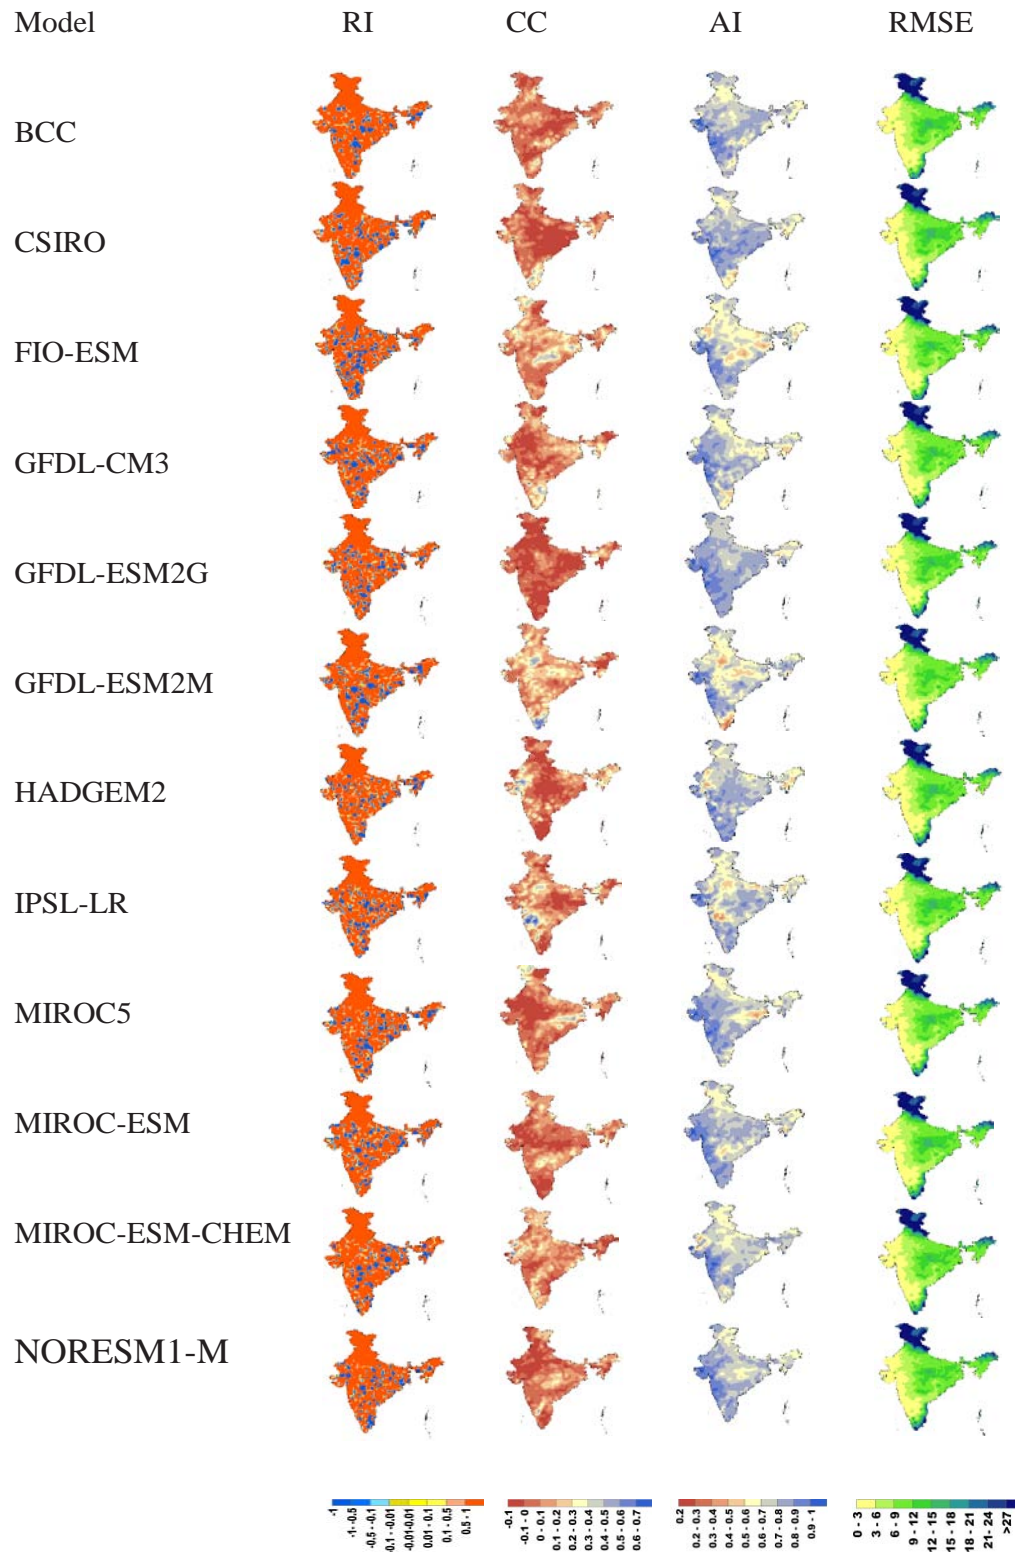 Model RI CC AI RMSE
BCC
CSIRO
FIO-ESM
GFDL-CM3
GFDL-ESM2G
GFDL-ESM2M
HADGEM2
IPSL-LR
MIROC5
MIROC-ESM
MIROC-ESM-CHEM
NORESM1-M
-1
-1- -0.5
-0.5 -0.1
-0.1 -0.01
-0.01-0.01
0.01 - 0.1
0.1 - 0.5
0.5 - 1
-0.1
-0.1 - 0
0 - 0.1
0.1 - 0.2
0.2 - 0.3
0.3 - 0.4
0.4 - 0.5
0.5 - 0.6
0.6 - 0.7
0.2
0.2 - 0.3
0.3 - 0.4
0.4 - 0.5
0.5 - 0.6
0.6 - 0.7
0.7 - 0.8
0.8 - 0.9
0.9 - 1
0 - 3
3 - 6
6 - 9
9 - 12
12 - 15
15 - 18
18 - 21
21- 24
>27